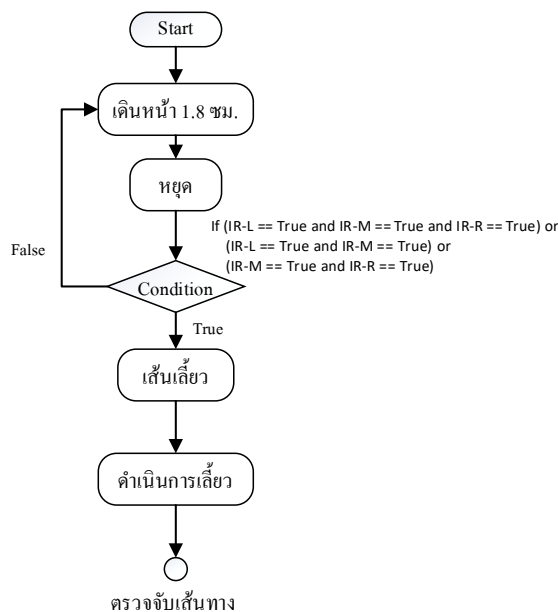 Start
เดินหน้า 1.8 ซม.
หยุด
If (IR-L == True and IR-M == True and IR-R == True) or
(IR-L == True and IR-M == True) or
(IR-M == True and IR-R == True)
False
Condition
True
เส้นเลี้ยว
ดำเนินการเลี้ยว
ตรวจจับเส้นทาง